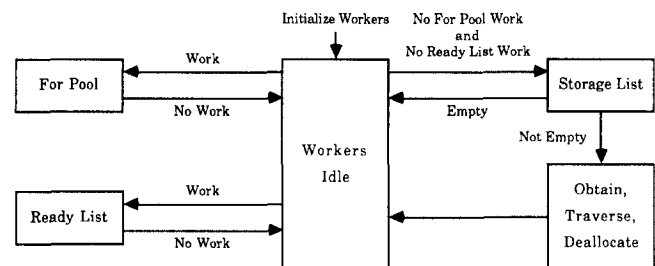 Initialize Workers
No For Pool Work
and
No Ready List Work
Work
For Pool
No Work
Storage List
Empty
Not Empty
Workers
Idle
Work
Ready List
No Work
Obtain,
Traverse,
Deallocate